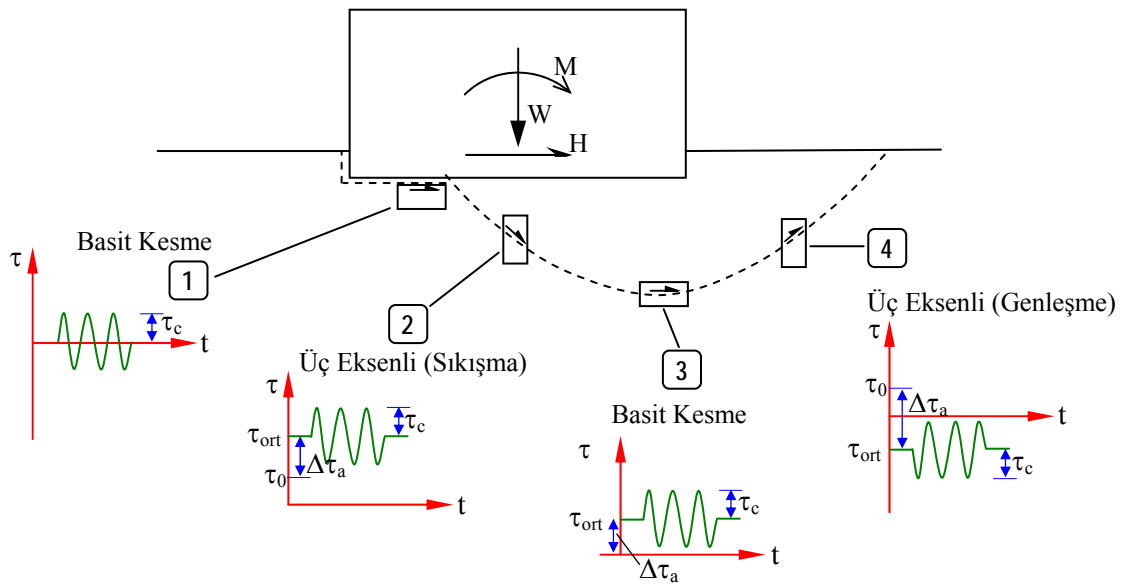 M
W
H
Basit Kesme
τ
1
τc
t
2
Üç Eksenli (Sıkışma)
τ
τort
τ0
Δτa
τc
t
3
Basit Kesme
τ
τort
τc
t
Δτa
4
Üç Eksenli (Genleşme)
τ
τ0
Δτa
t
τort
τc